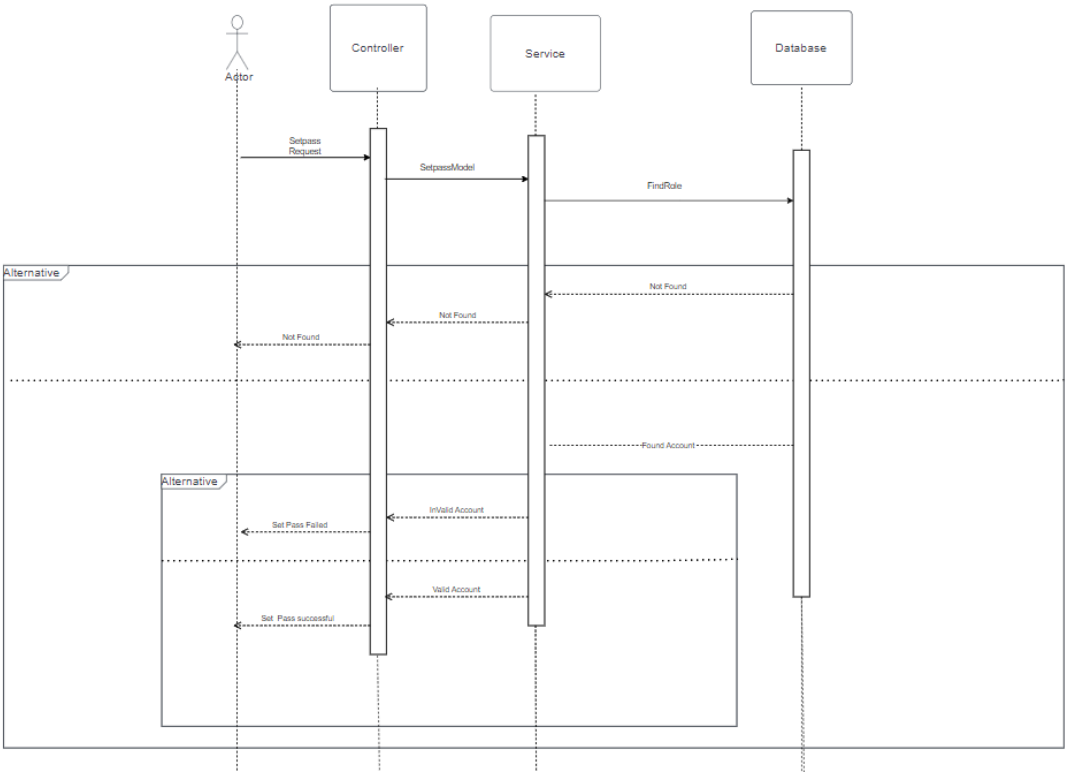 Actor
Controller
Service
Database
Setpass
Request
SetpassModel
FindRole
Alternative
Not Found
Not Found
Not Found
Found Account
Alternative
InValid Account
Set Pass Failed
Valid Account
Set Pass successful